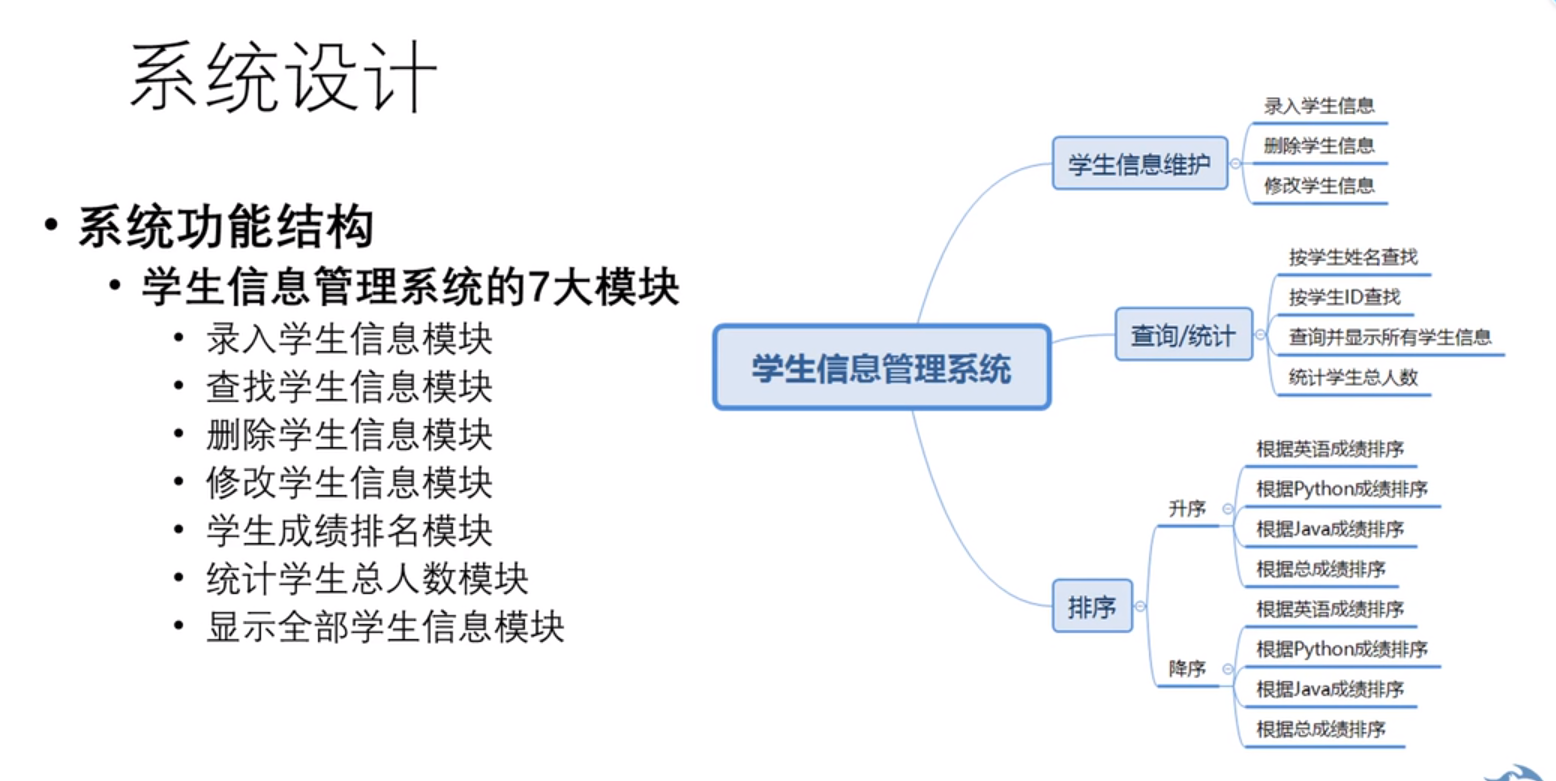 系统设计
• 系统功能结构
• 学生信息管理系统的7大模块
• 录入学生信息模块
• 查找学生信息模块
• 删除学生信息模块
• 修改学生信息模块
• 学生成绩排名模块
• 统计学生总人数模块
• 显示全部学生信息模块
学生信息管理系统
学生信息维护
录入学生信息
删除学生信息
修改学生信息
查询/统计
按学生姓名查找
按学生ID查找
查询并显示所有学生信息
统计学生总人数
排序
升序
根据英语成绩排序
根据Python成绩排序
根据Java成绩排序
根据总成绩排序
降序
根据英语成绩排序
根据Python成绩排序
根据Java成绩排序
根据总成绩排序